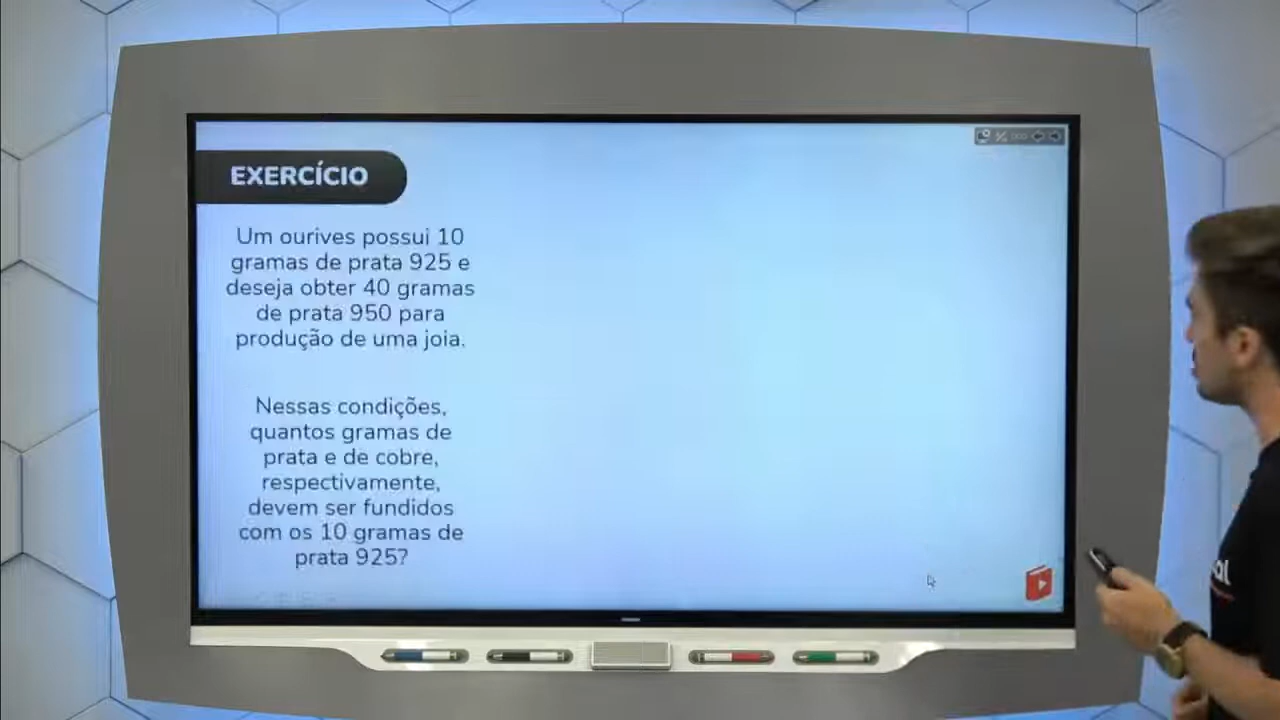 EXERCÍCIO
Um ourives possui 10
gramas de prata 925 e
deseja obter 40 gramas
de prata 950 para
produção de uma joia.
Nessas condições,
quantos gramas de
prata e de cobre,
respectivamente,
devem ser fundidos
com os 10 gramas de
prata 925?